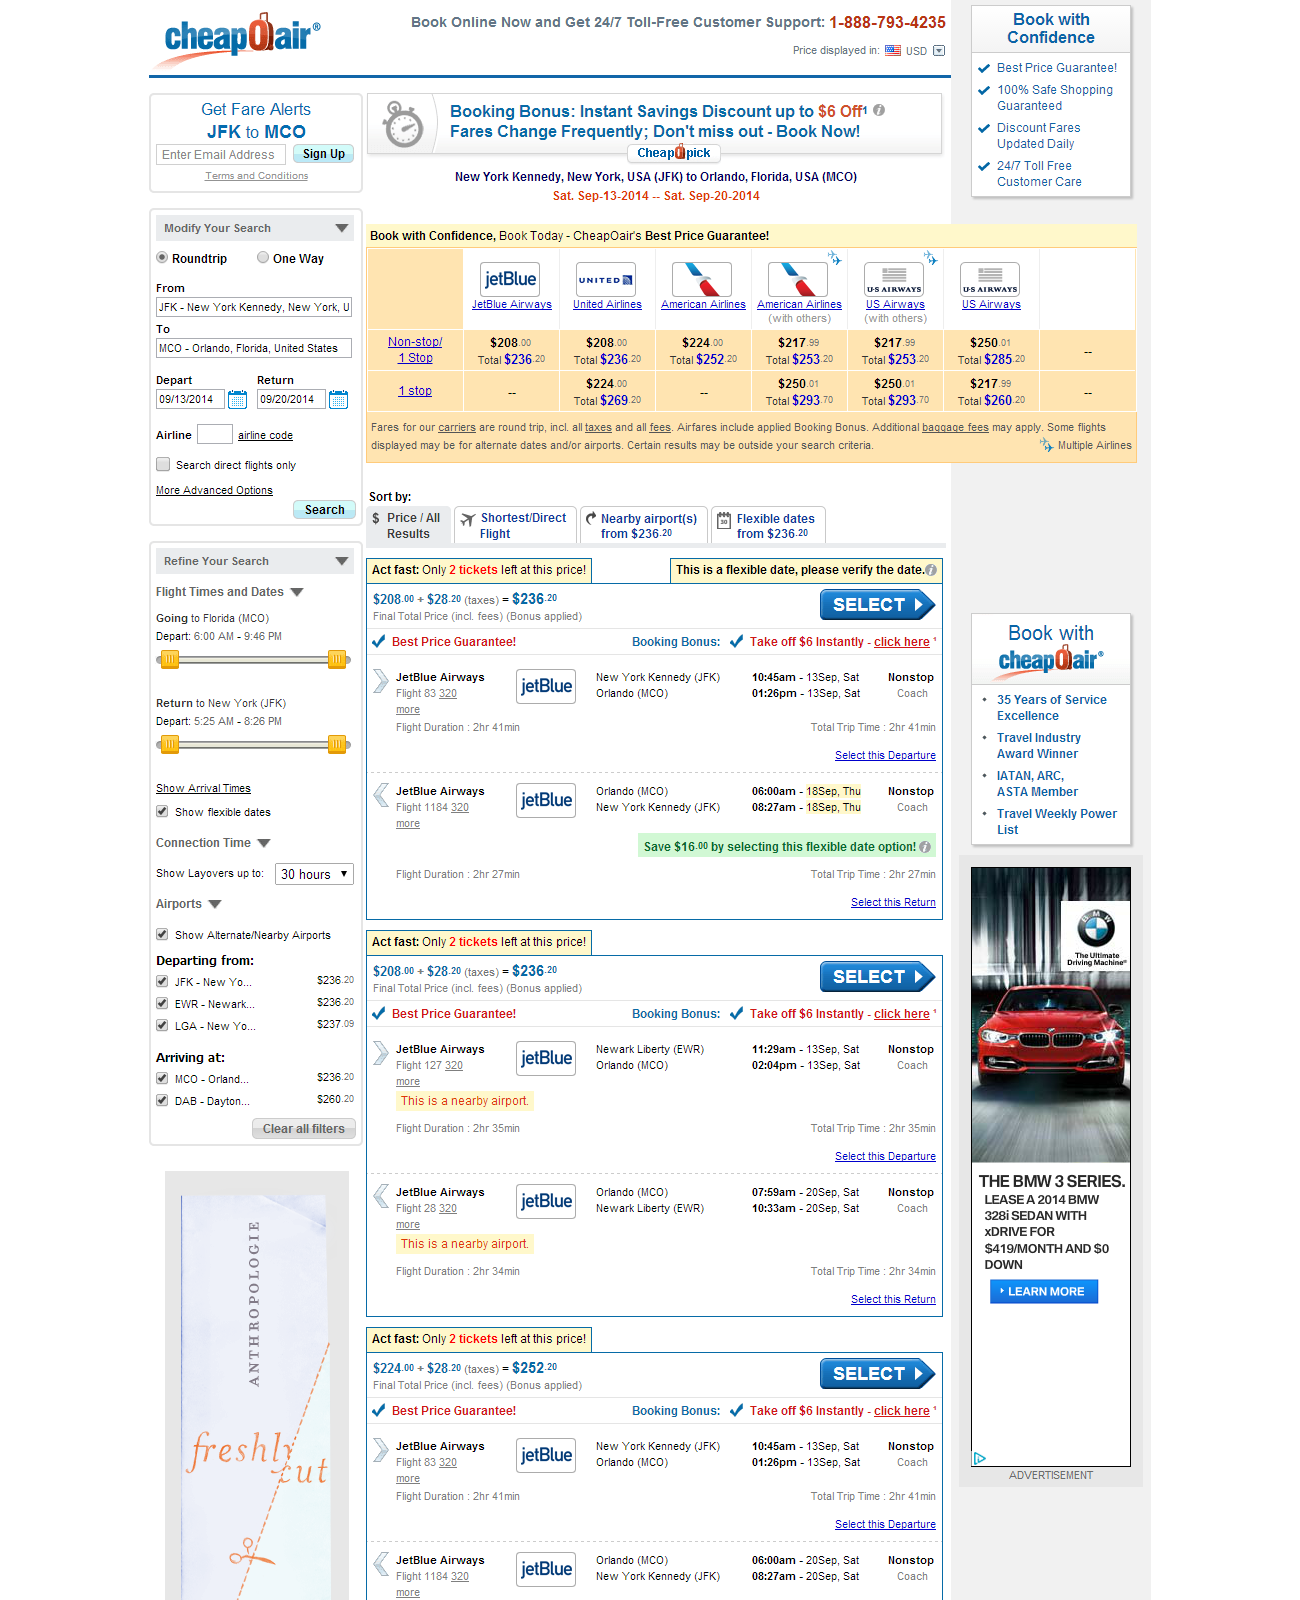 cheapOair®
Book Online Now and Get 24/7 Toll-Free Customer Support: 1-888-793-4235
Price displayed in: USD
Get Fare Alerts
JFK to MCO
Enter Email Address Sign Up
Terms and Conditions
Booking Bonus: Instant Savings Discount up to $6 Off¹ i
Fares Change Frequently; Don't miss out - Book Now!
CheapOpick
New York Kennedy, New York, USA (JFK) to Orlando, Florida, USA (MCO)
Sat. Sep-13-2014 -- Sat. Sep-20-2014
Book with
Confidence
Best Price Guarantee!
100% Safe Shopping
Guaranteed
Discount Fares
Updated Daily
24/7 Toll Free
Customer Care
Modify Your Search
Roundtrip One Way
From
JFK - New York Kennedy, New York, U
To
MCO - Orlando, Florida, United States
Depart Return
09/13/2014 09/20/2014
Airline airline code
Search direct flights only
More Advanced Options
Search
Book with Confidence, Book Today - CheapOair's Best Price Guarantee!
jetBlue UNITED U·S AIRWAYS U·S AIRWAYS
JetBlue Airways United Airlines American Airlines American Airlines US Airways US Airways
(with others) (with others)
Non-stop/ $208.00 $208.00 $224.00 $217.99 $217.99 $250.01 --
1 Stop Total $236.20 Total $236.20 Total $252.20 Total $253.20 Total $253.20 Total $285.20
1 stop -- $224.00 -- $250.01 $250.01 $217.99 --
Total $269.20 Total $293.70 Total $293.70 Total $260.20
Fares for our carriers are round trip, incl. all taxes and all fees. Airfares include applied Booking Bonus. Additional baggage fees may apply. Some flights
displayed may be for alternate dates and/or airports. Certain results may be outside your search criteria. Multiple Airlines
Sort by:
$ Price / All
Results
Shortest/Direct
Flight
Nearby airport(s)
from $236.20
30 Flexible dates
from $236.20
Refine Your Search
Flight Times and Dates
Going to Florida (MCO)
Depart: 6:00 AM - 9:46 PM
Return to New York (JFK)
Depart: 5:25 AM - 8:26 PM
Show Arrival Times
Show flexible dates
Connection Time
Show Layovers up to: 30 hours
Airports
Show Alternate/Nearby Airports
Departing from:
JFK - New Yo... $236.20
EWR - Newark... $236.20
LGA - New Yo... $237.09
Arriving at:
MCO - Orland... $236.20
DAB - Dayton... $260.20
Clear all filters
Act fast: Only 2 tickets left at this price! This is a flexible date, please verify the date. i
$208.00 + $28.20 (taxes) = $236.20 SELECT
Final Total Price (incl. fees) (Bonus applied)
Best Price Guarantee! Booking Bonus: Take off $6 Instantly - click here ¹
JetBlue Airways jetBlue New York Kennedy (JFK) 10:45am - 13Sep, Sat Nonstop
Flight 83 320 Orlando (MCO) 01:26pm - 13Sep, Sat Coach
more
Flight Duration : 2hr 41min Total Trip Time : 2hr 41min
Select this Departure
JetBlue Airways jetBlue Orlando (MCO) 06:00am - 18Sep, Thu Nonstop
Flight 1184 320 New York Kennedy (JFK) 08:27am - 18Sep, Thu Coach
more
Save $16.00 by selecting this flexible date option! i
Flight Duration : 2hr 27min Total Trip Time : 2hr 27min
Select this Return
Act fast: Only 2 tickets left at this price!
$208.00 + $28.20 (taxes) = $236.20 SELECT
Final Total Price (incl. fees) (Bonus applied)
Best Price Guarantee! Booking Bonus: Take off $6 Instantly - click here ¹
JetBlue Airways jetBlue Newark Liberty (EWR) 11:29am - 13Sep, Sat Nonstop
Flight 127 320 Orlando (MCO) 02:04pm - 13Sep, Sat Coach
more
This is a nearby airport.
Flight Duration : 2hr 35min Total Trip Time : 2hr 35min
Select this Departure
JetBlue Airways jetBlue Orlando (MCO) 07:59am - 20Sep, Sat Nonstop
Flight 28 320 Newark Liberty (EWR) 10:33am - 20Sep, Sat Coach
more
This is a nearby airport.
Flight Duration : 2hr 34min Total Trip Time : 2hr 34min
Select this Return
Act fast: Only 2 tickets left at this price!
$224.00 + $28.20 (taxes) = $252.20 SELECT
Final Total Price (incl. fees) (Bonus applied)
Best Price Guarantee! Booking Bonus: Take off $6 Instantly - click here ¹
JetBlue Airways jetBlue New York Kennedy (JFK) 10:45am - 13Sep, Sat Nonstop
Flight 83 320 Orlando (MCO) 01:26pm - 13Sep, Sat Coach
more
Flight Duration : 2hr 41min Total Trip Time : 2hr 41min
Select this Departure
JetBlue Airways jetBlue Orlando (MCO) 06:00am - 20Sep, Sat Nonstop
Flight 1184 320 New York Kennedy (JFK) 08:27am - 20Sep, Sat Coach
more
ANTHROPOLOGIE
freshly
cut
Book with
cheapOair®
35 Years of Service
Excellence
Travel Industry
Award Winner
IATAN, ARC,
ASTA Member
Travel Weekly Power
List
BMW
The Ultimate
Driving Machine®
THE BMW 3 SERIES.
LEASE A 2014 BMW
328i SEDAN WITH
xDRIVE FOR
$419/MONTH AND $0
DOWN
LEARN MORE
ADVERTISEMENT